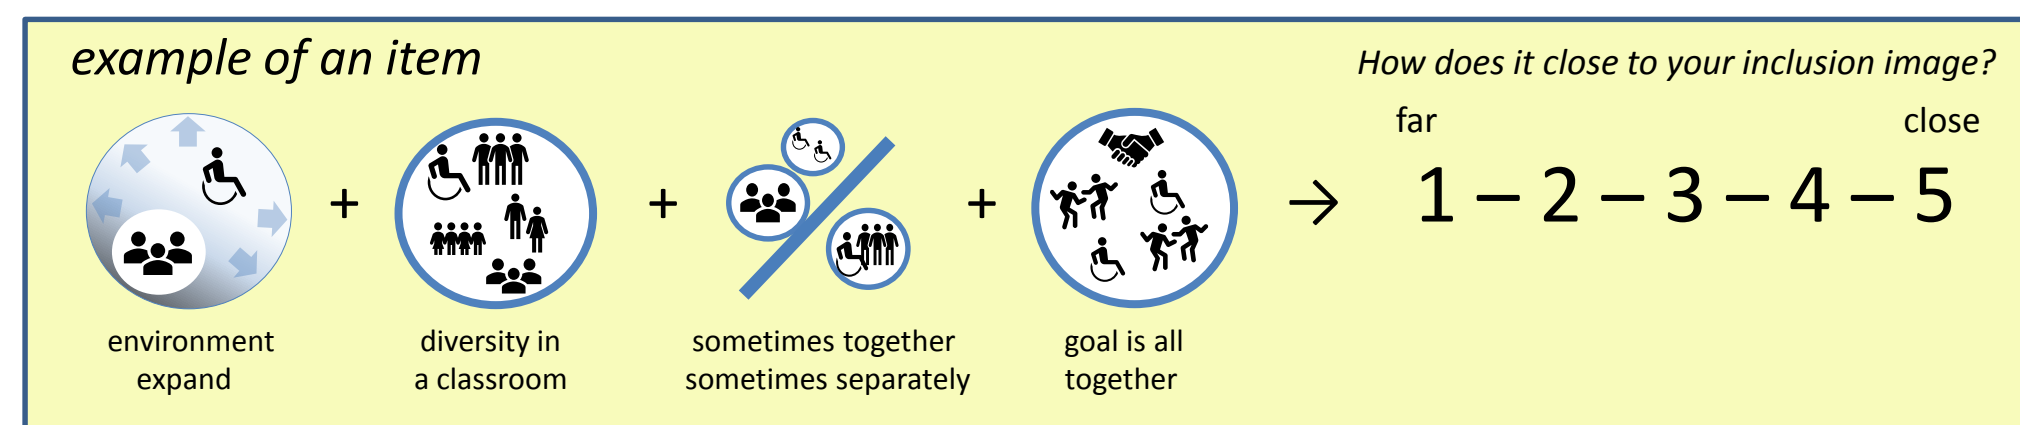 example of an item
How does it close to your inclusion image?
far close
+ + + → 1 – 2 – 3 – 4 – 5
environment
expand
diversity in
a classroom
sometimes together
sometimes separately
goal is all
together